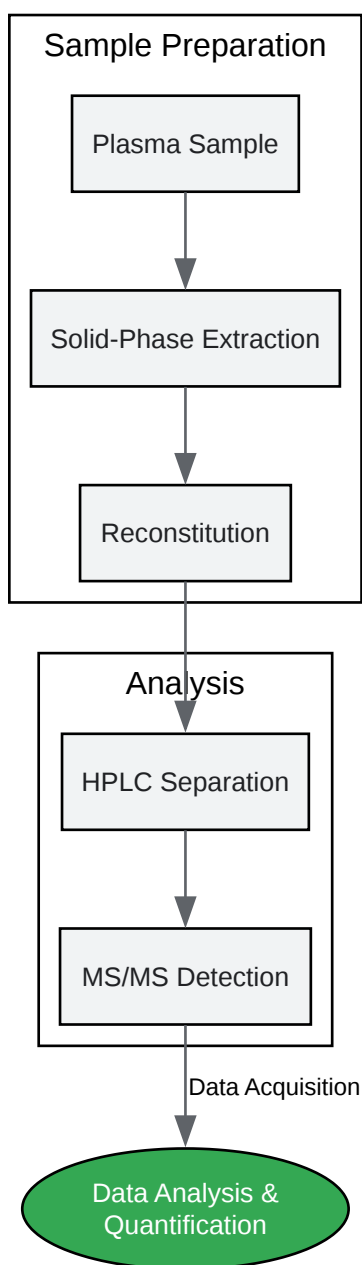 Sample Preparation
Plasma Sample
Solid-Phase Extraction
Reconstitution
Analysis
HPLC Separation
MS/MS Detection
Data Acquisition
Data Analysis &
Quantification